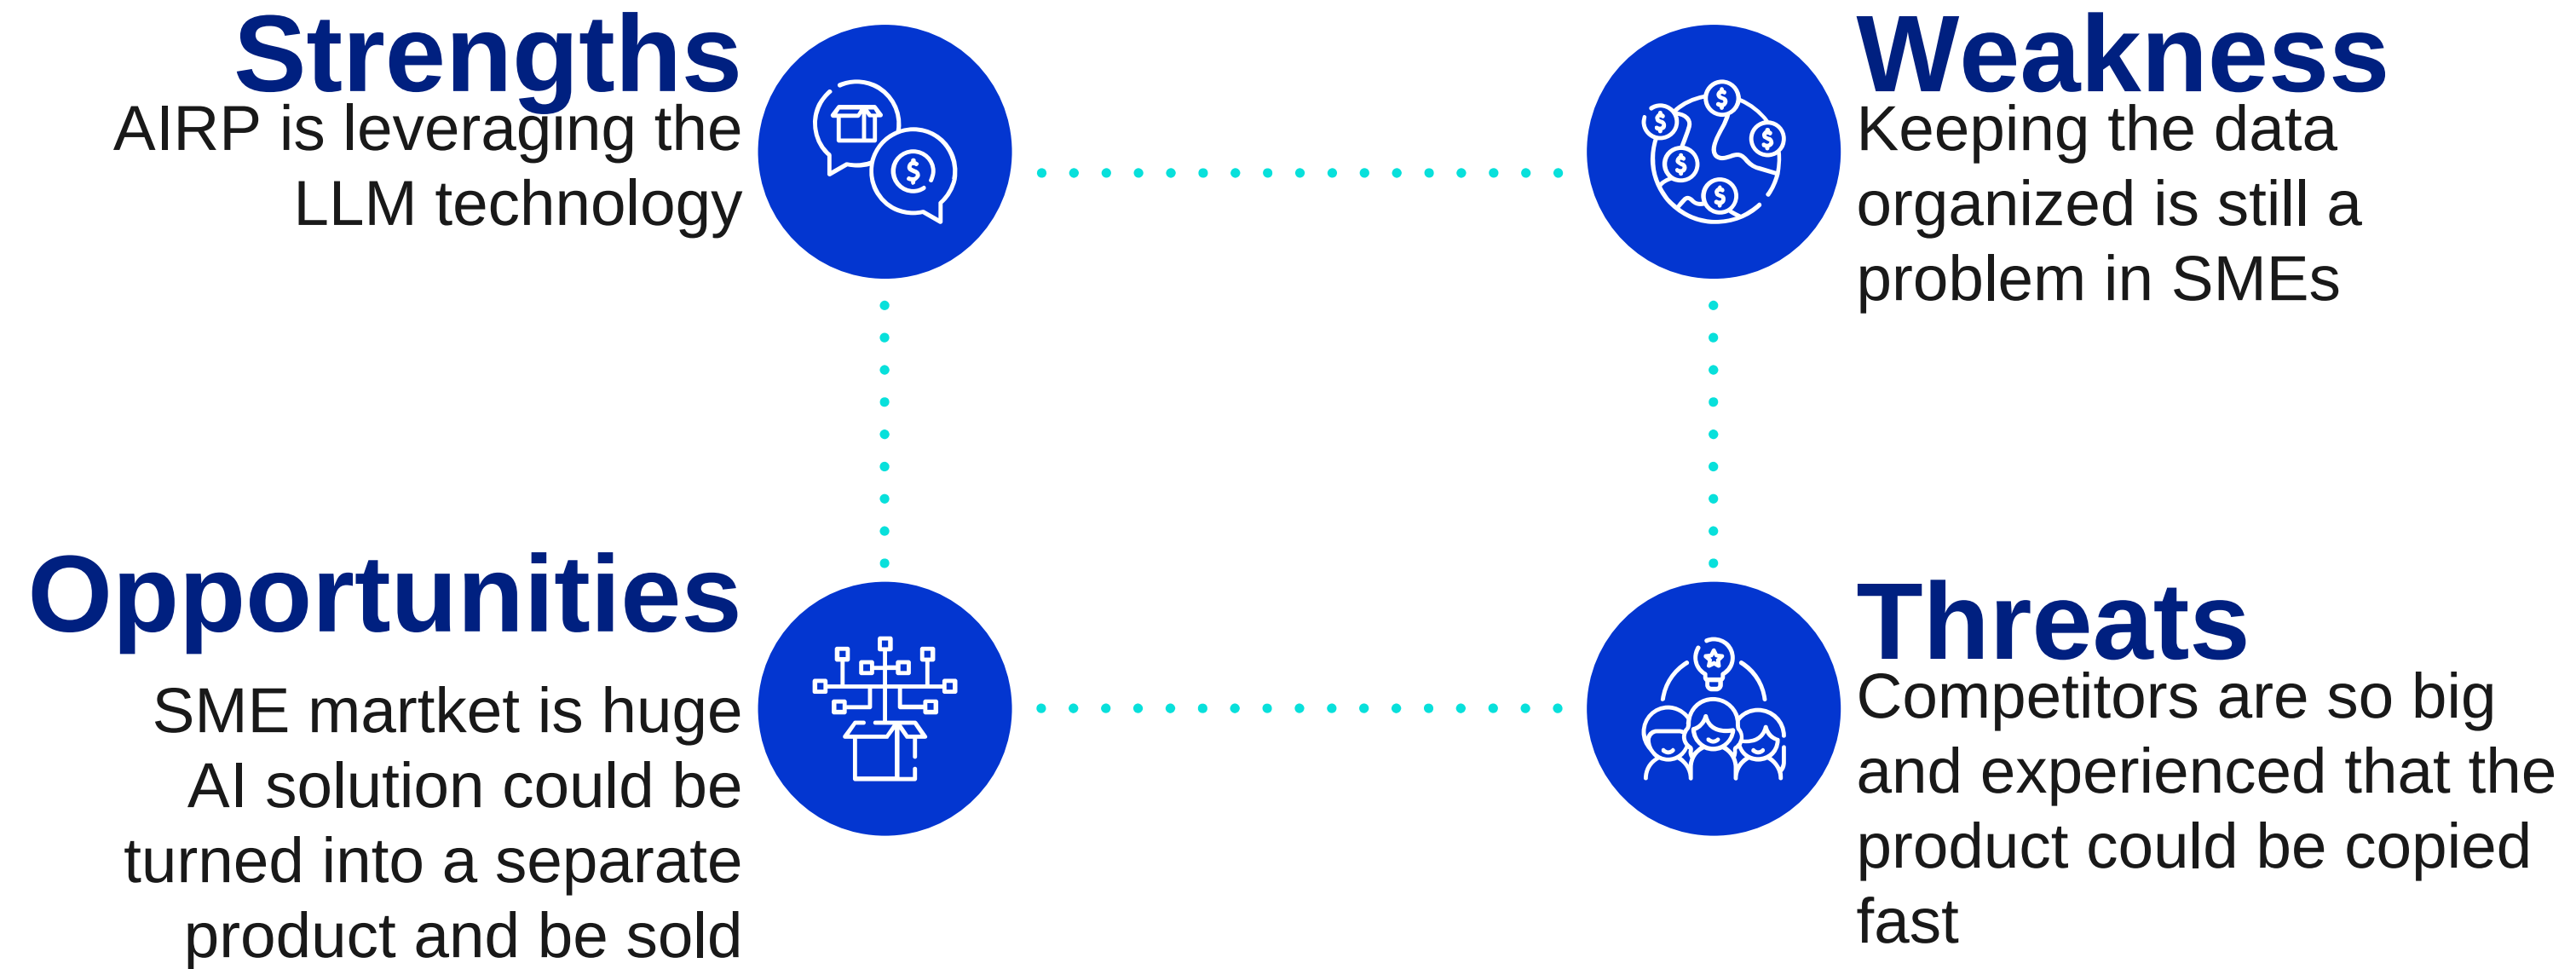 Strengths
AIRP is leveraging the
LLM technology
Weakness
Keeping the data
organized is still a
problem in SMEs
Opportunities
SME martket is huge
AI solution could be
turned into a separate
product and be sold
Threats
Competitors are so big
and experienced that the
product could be copied
fast